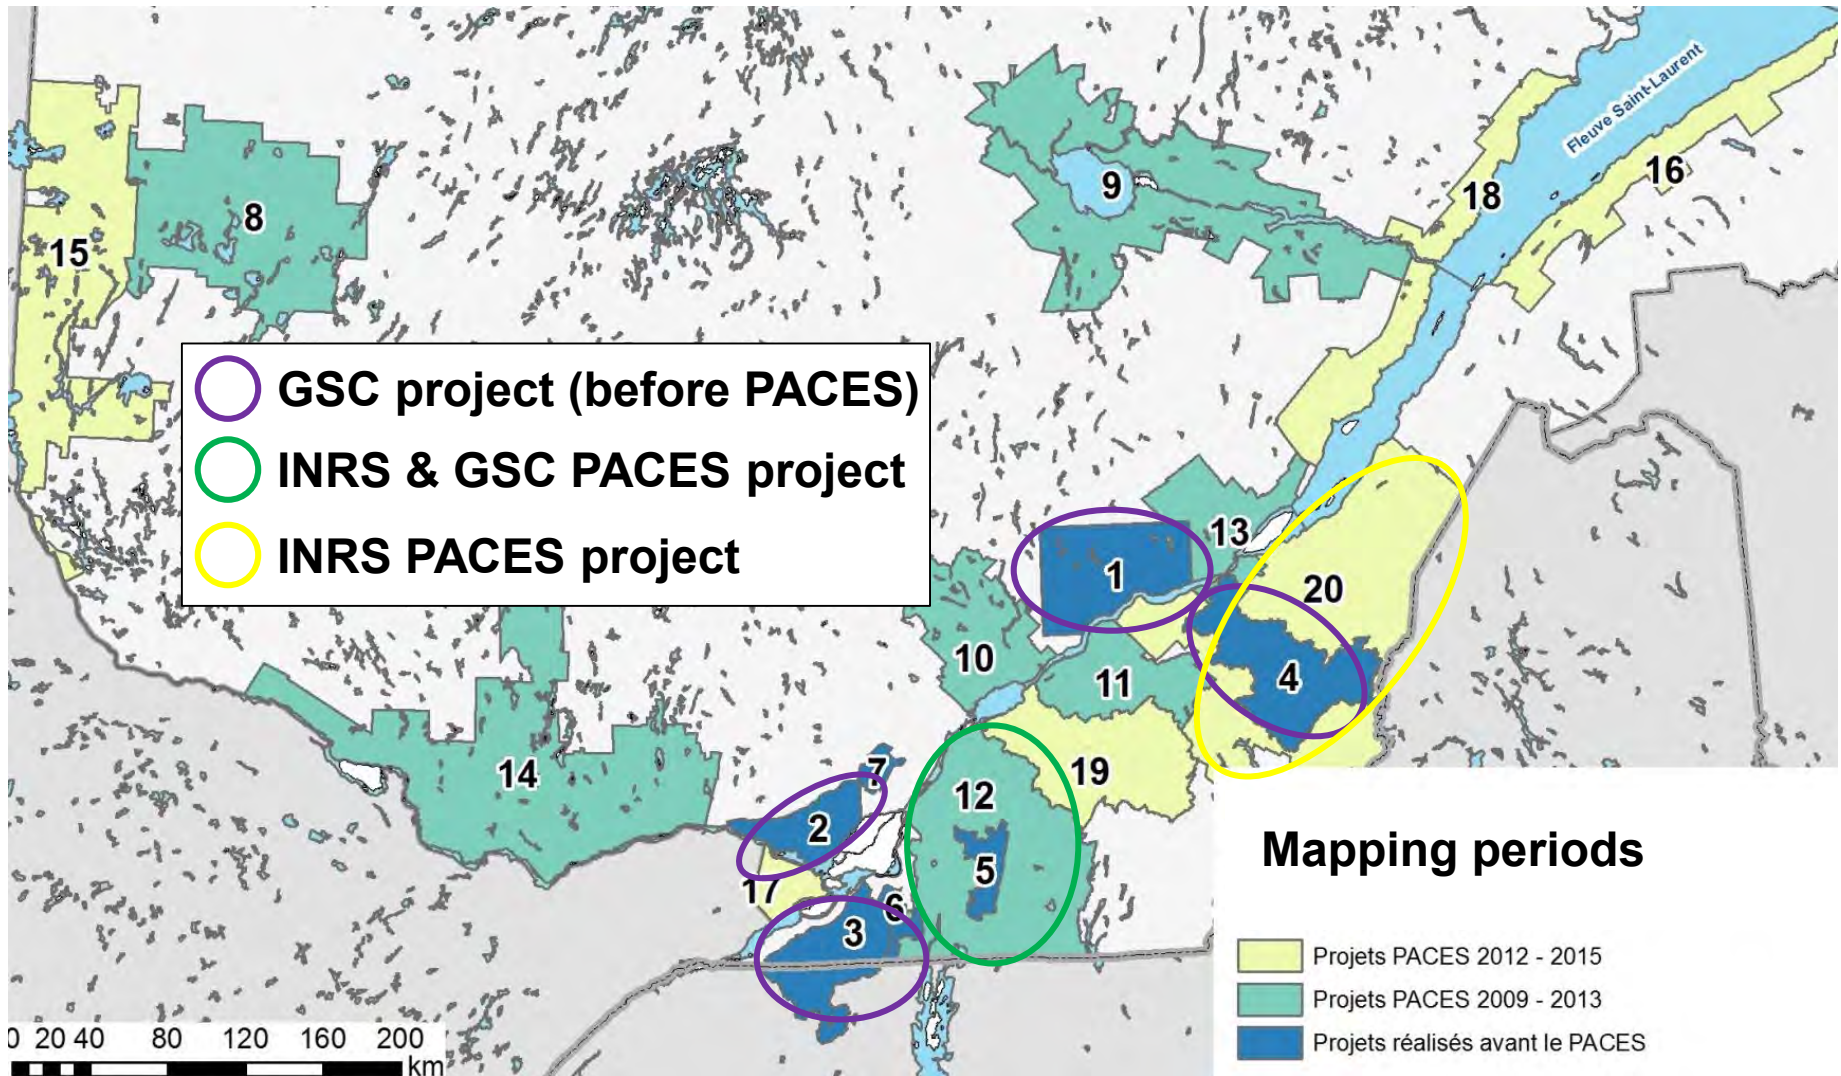 Fleuve Saint-Laurent
9
18
16
8
15
GSC project (before PACES)
INRS & GSC PACES project
INRS PACES project
13
1
20
10
11
4
14
7
19
12
2
5
17
6
3
Mapping periods
Projets PACES 2012 - 2015
Projets PACES 2009 - 2013
Projets réalisés avant le PACES
0 20 40 80 120 160 200
km